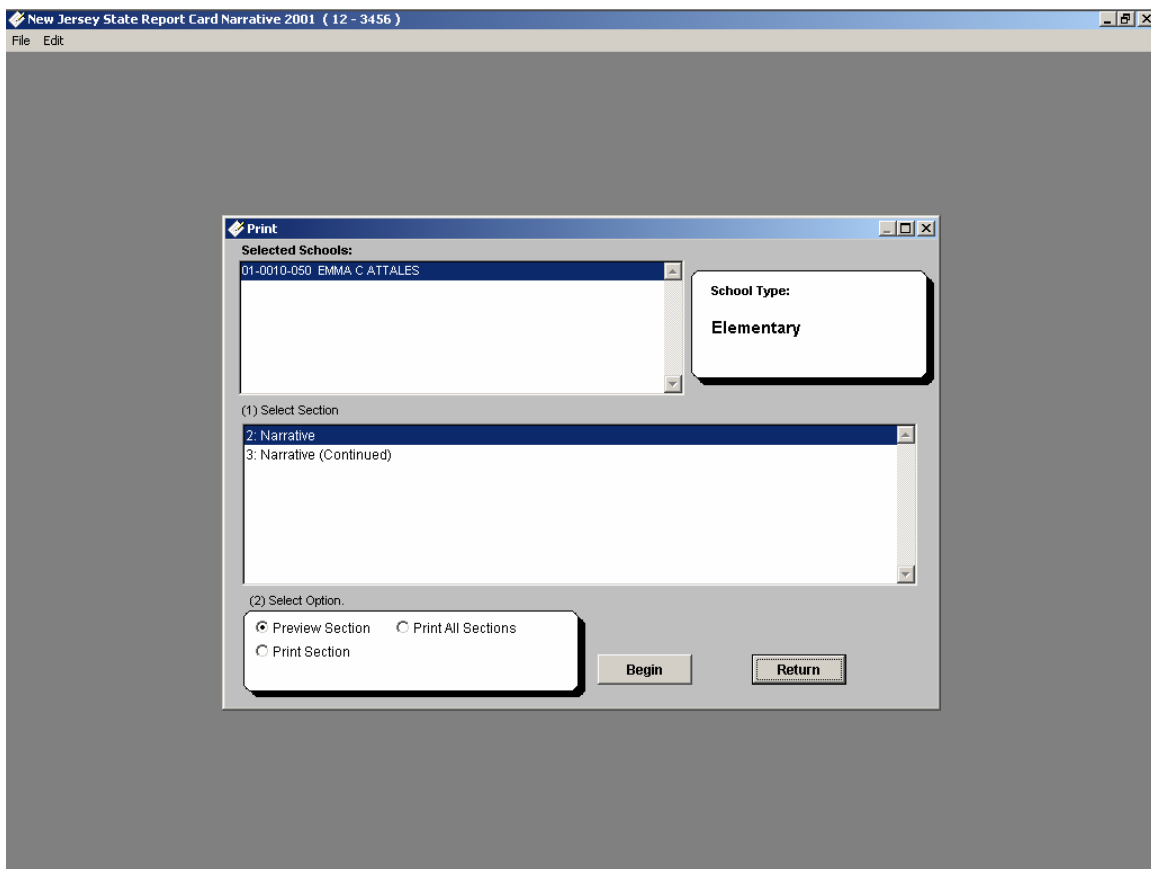 New Jersey State Report Card Narrative 2001 ( 12 - 3456 )
File Edit
Print
Selected Schools:
01-0010-050 EMMA C ATTALES
School Type:
Elementary
(1) Select Section
2: Narrative
3: Narrative (Continued)
(2) Select Option.
Preview Section Print All Sections
Print Section
Begin Return